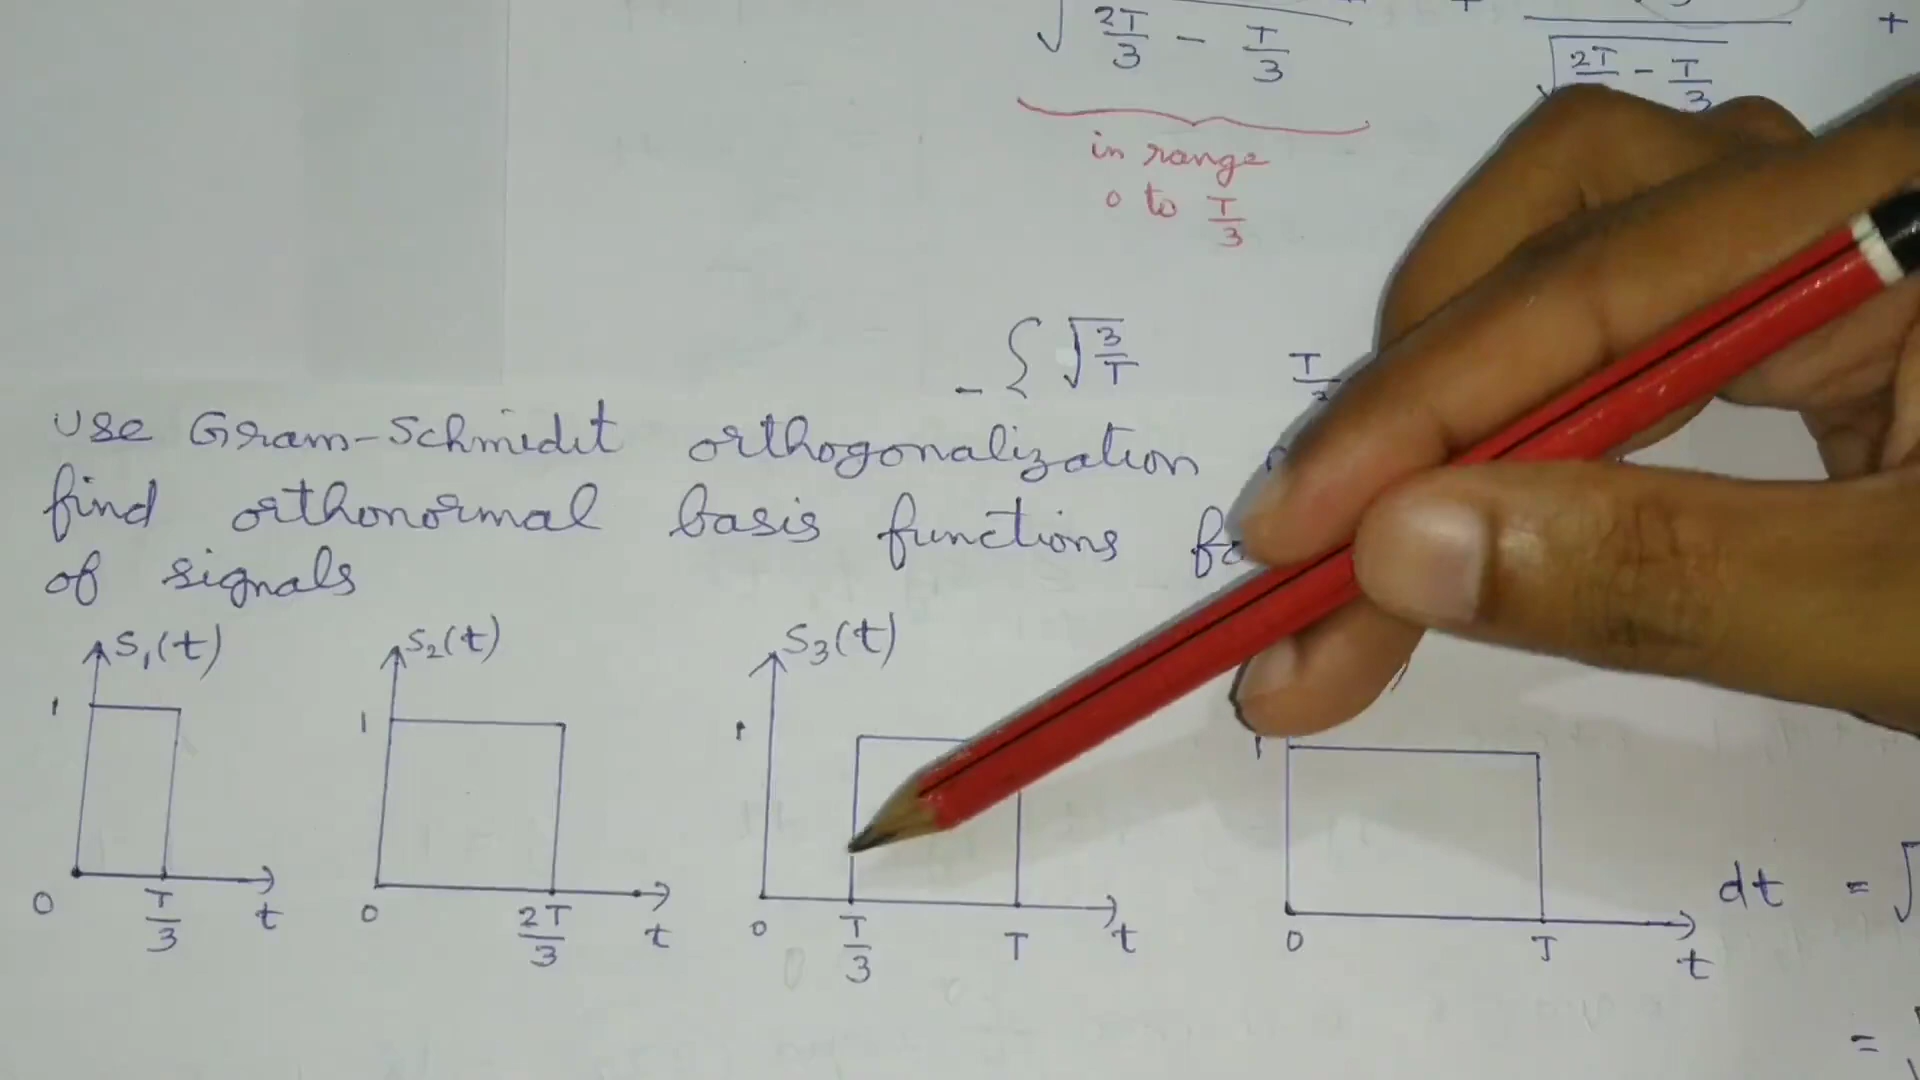 √ 2T/3 - T/3 + √ 2T - T/3 +
in range
0 to T/3
- { √3/T T
Use Gram-Schmidt orthogonalization
find orthonormal basis functions
of signals
S₁(t) S₂(t) S₃(t)
1 1 1 1
0 T/3 t 0 2T/3 t 0 T/3 T t 0 T t
dt = √
= √